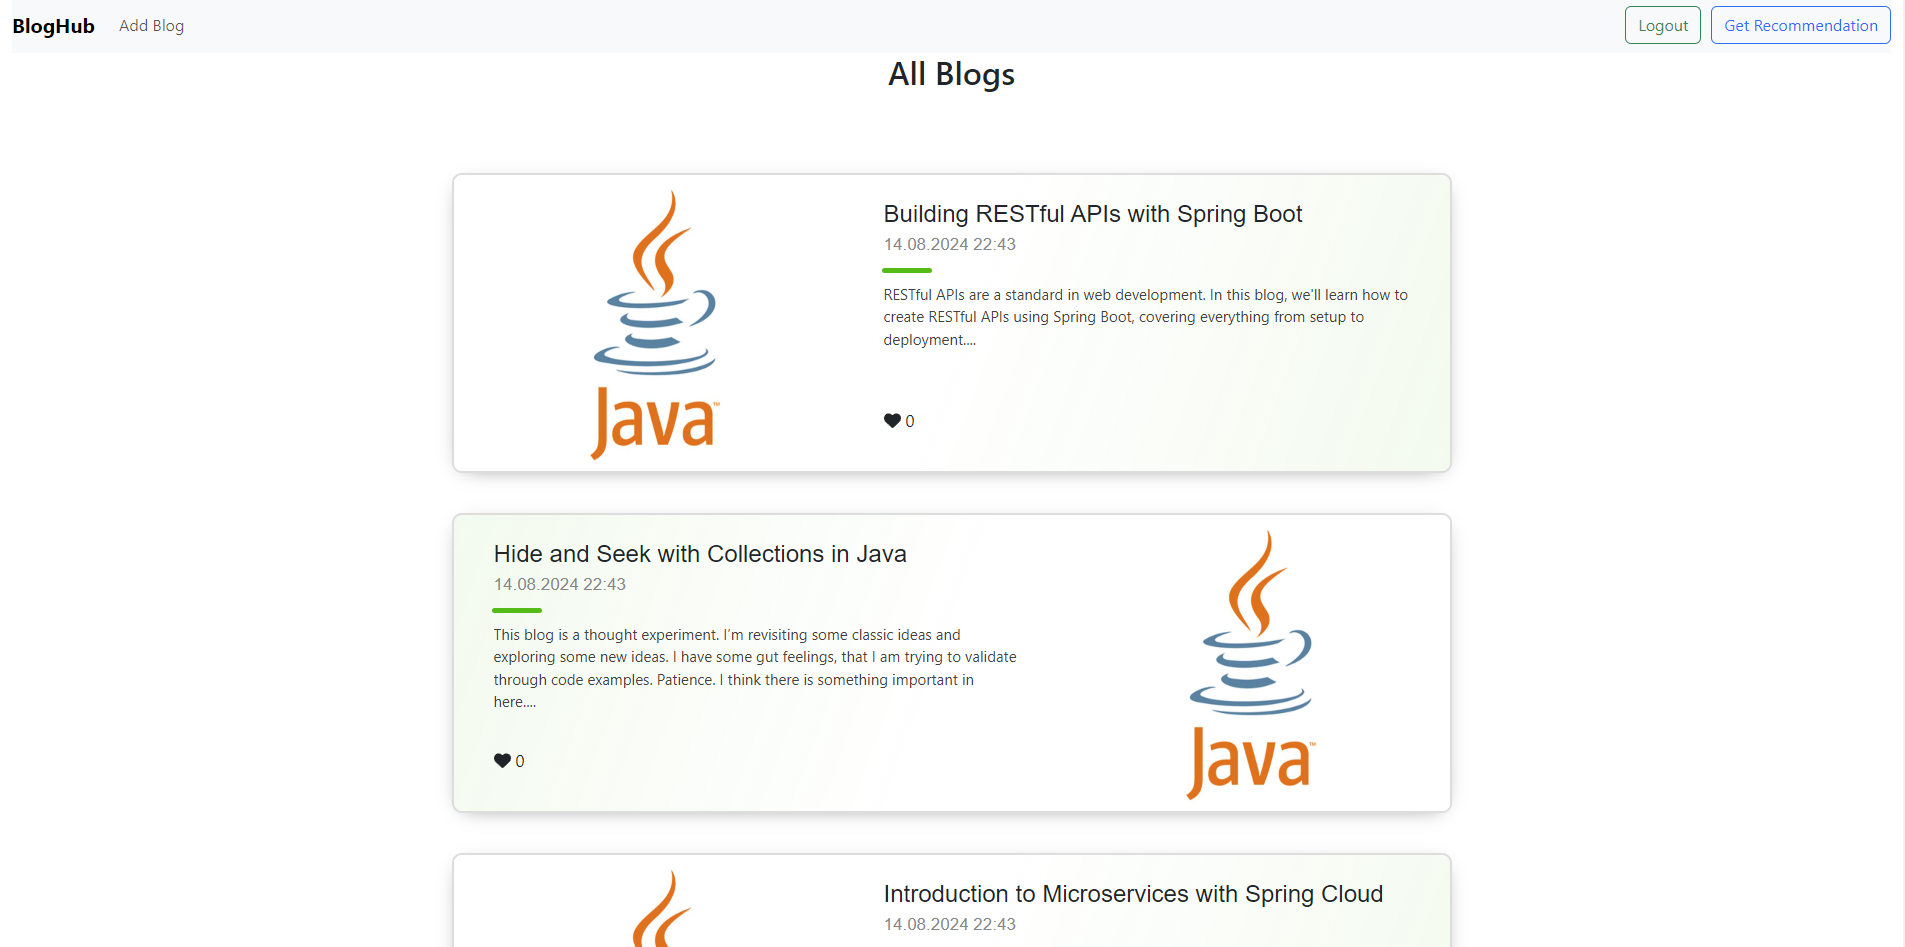 BlogHub Add Blog Logout Get Recommendation
All Blogs
Java™
Building RESTful APIs with Spring Boot
14.08.2024 22:43
RESTful APIs are a standard in web development. In this blog, we'll learn how to
create RESTful APIs using Spring Boot, covering everything from setup to
deployment....
0
Hide and Seek with Collections in Java
14.08.2024 22:43
This blog is a thought experiment. I'm revisiting some classic ideas and
exploring some new ideas. I have some gut feelings, that I am trying to validate
through code examples. Patience. I think there is something important in
here....
0
Java™
Introduction to Microservices with Spring Cloud
14.08.2024 22:43